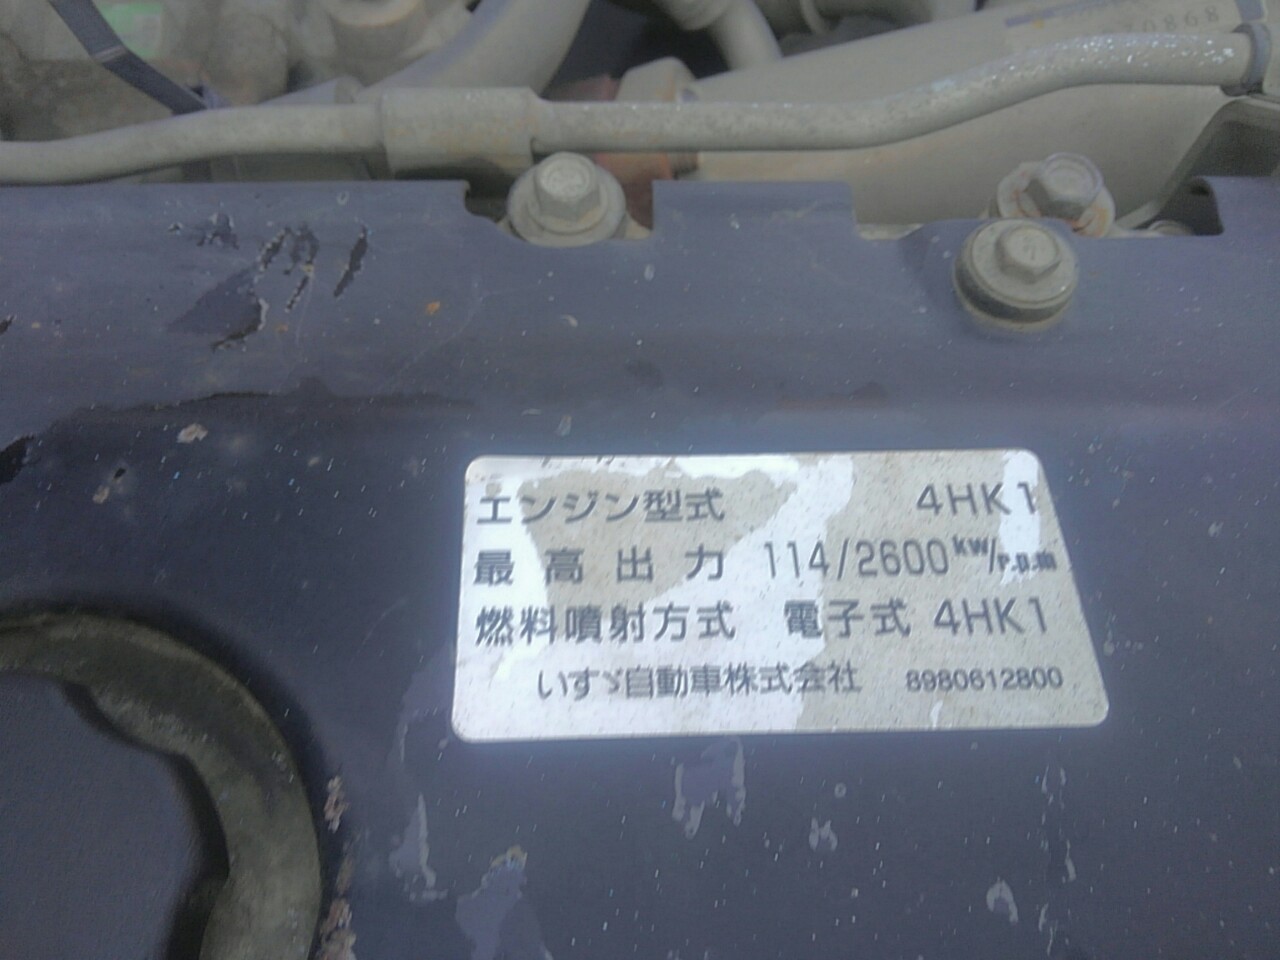 70868
エンジン型式 4HK1
最高出力 114/2600 kW/r.p.m
燃料噴射方式 電子式 4HK1
いすゞ自動車株式会社 8980612800